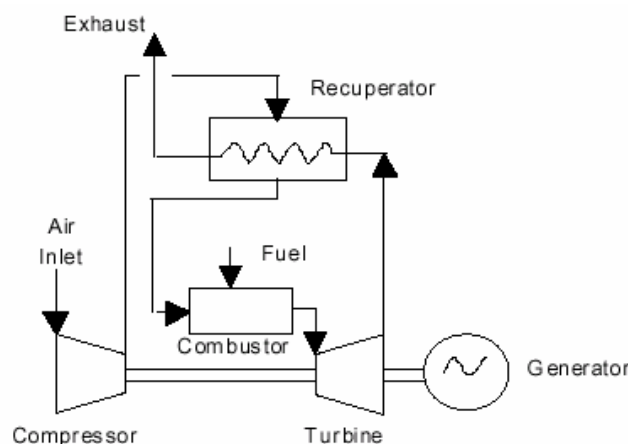 Exhaust
Recuperator
Air
Inlet
Fuel
Combustor
Generator
Compressor
Turbine